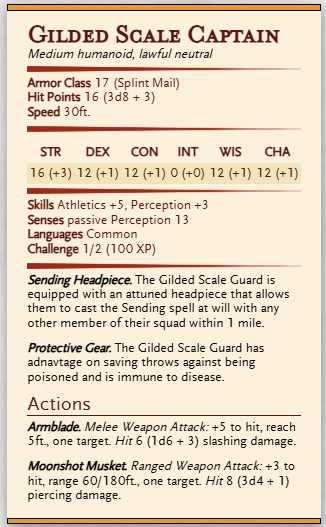 Gilded Scale Captain
Medium humanoid, lawful neutral
Armor Class 17 (Splint Mail)
Hit Points 16 (3d8 + 3)
Speed 30ft.
STR DEX CON INT WIS CHA
16 (+3) 12 (+1) 12 (+1) 0 (+0) 12 (+1) 12 (+1)
Skills Athletics +5, Perception +3
Senses passive Perception 13
Languages Common
Challenge 1/2 (100 XP)
Sending Headpiece. The Gilded Scale Guard is
equipped with an attuned headpiece that allows
them to cast the Sending spell at will with any
other member of their squad within 1 mile.
Protective Gear. The Gilded Scale Guard has
adnavtage on saving throws against being
poisoned and is immune to disease.
Actions
Armblade. Melee Weapon Attack: +5 to hit, reach
5ft., one target. Hit 6 (1d6 + 3) slashing damage.
Moonshot Musket. Ranged Weapon Attack: +3 to
hit, range 60/180ft., one target. Hit 8 (3d4 + 1)
piercing damage.